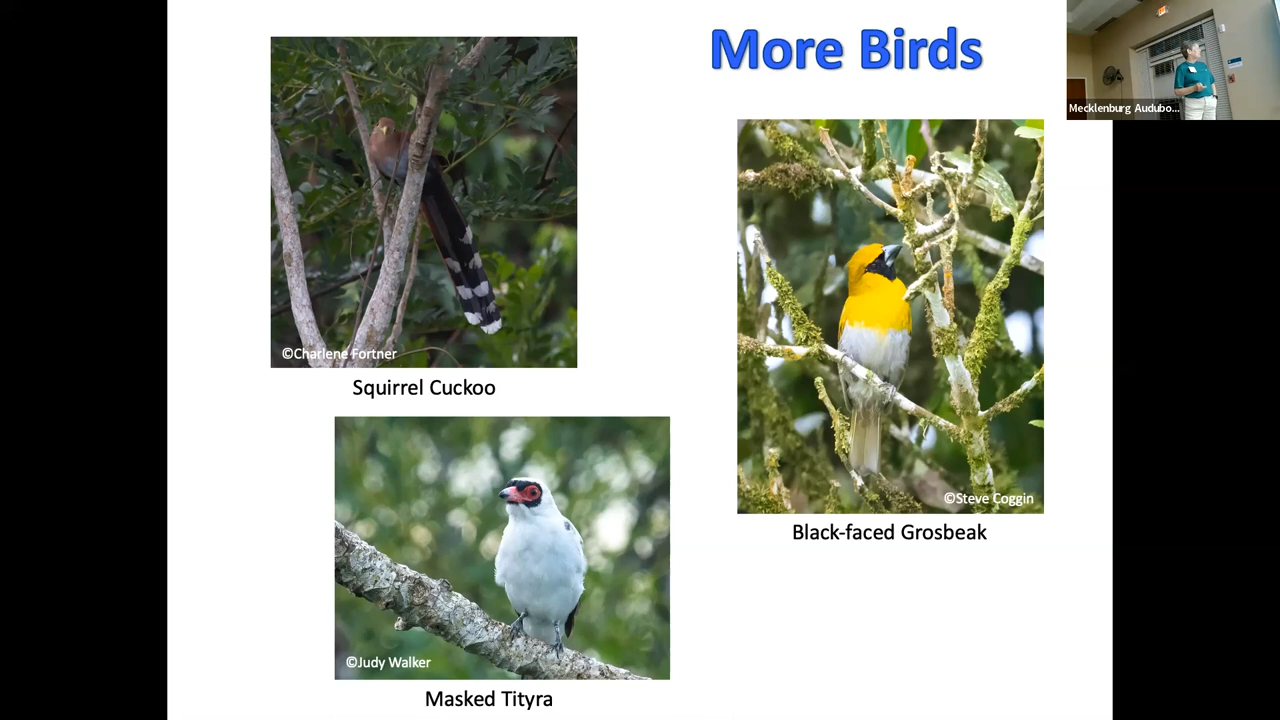 More Birds
Mecklenburg Audubo...
©Charlene Fortner
Squirrel Cuckoo
©Steve Coggin
Black-faced Grosbeak
©Judy Walker
Masked Tityra